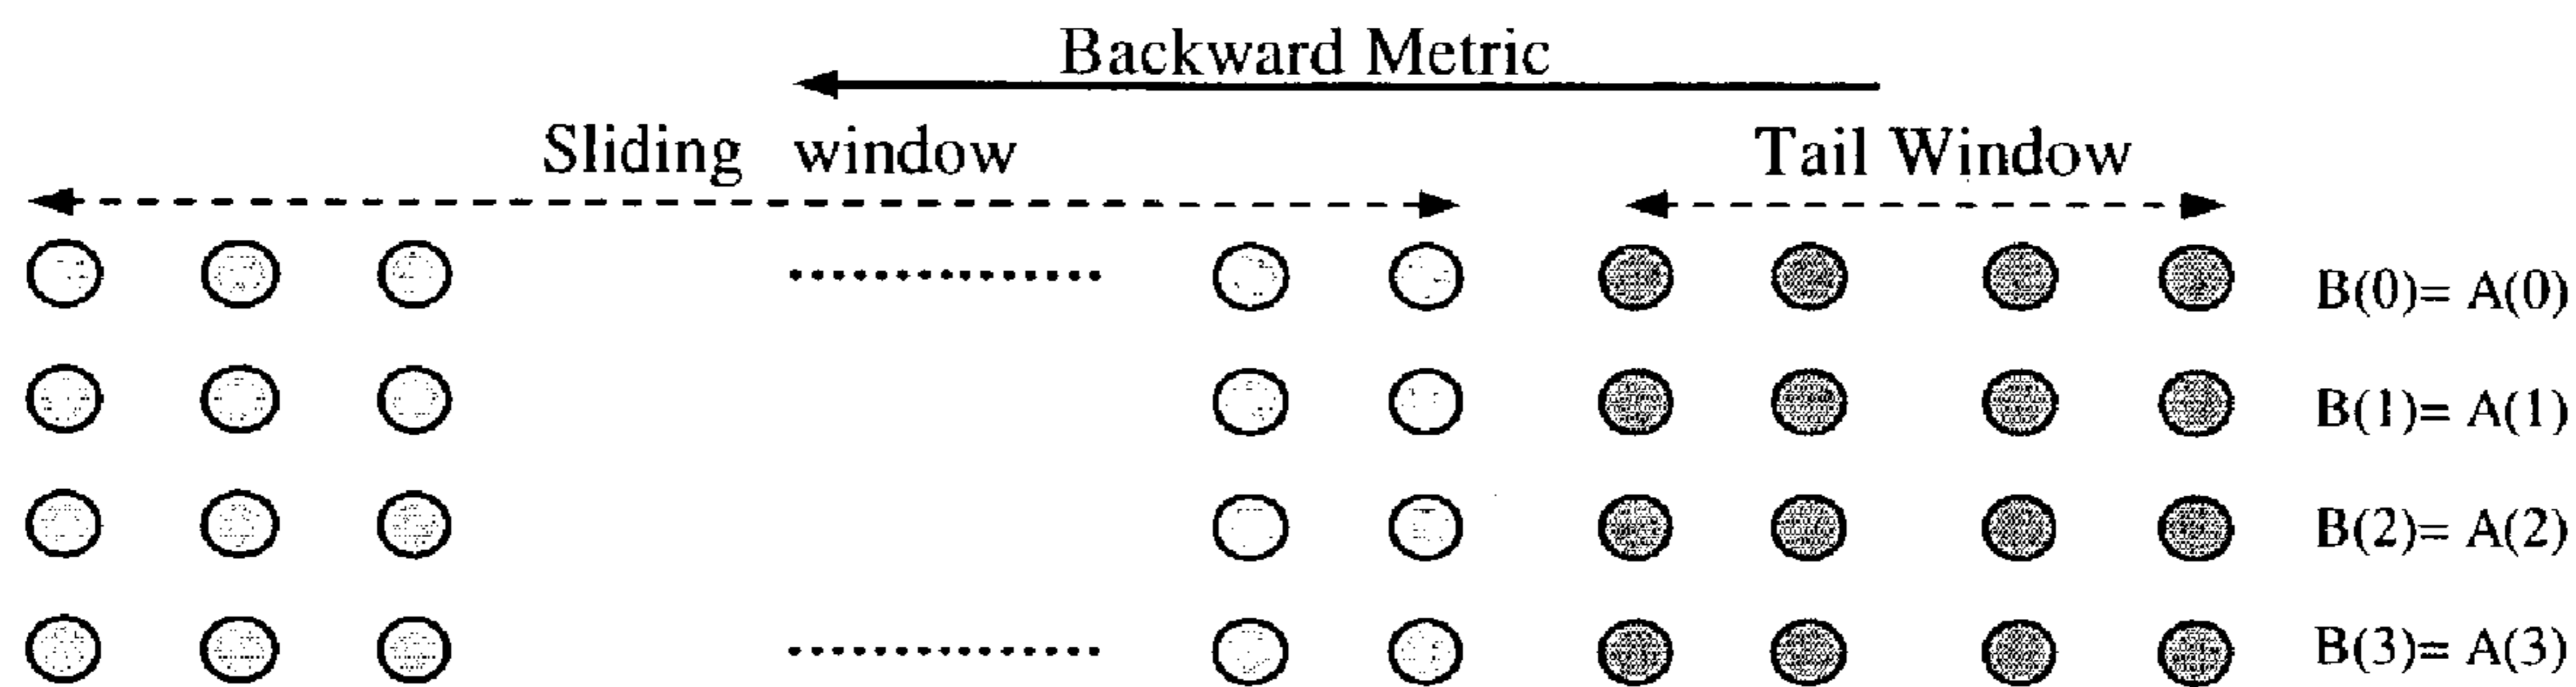 Backward Metric
Sliding window
Tail Window
B(0)= A(0)
B(1)= A(1)
B(2)= A(2)
B(3)= A(3)